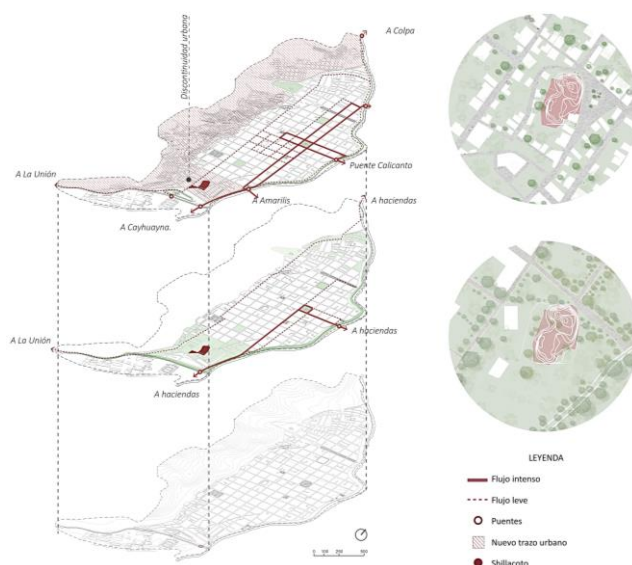 A Colpa
Discontinuidad urbana
A La Unión
Puente Calicanto
A Amarilis
A haciendas
A Cayhuayna.
A La Unión
A haciendas
A haciendas
LEYENDA
Flujo intenso
Flujo leve
Puentes
Nuevo trazo urbano
Shillacoto